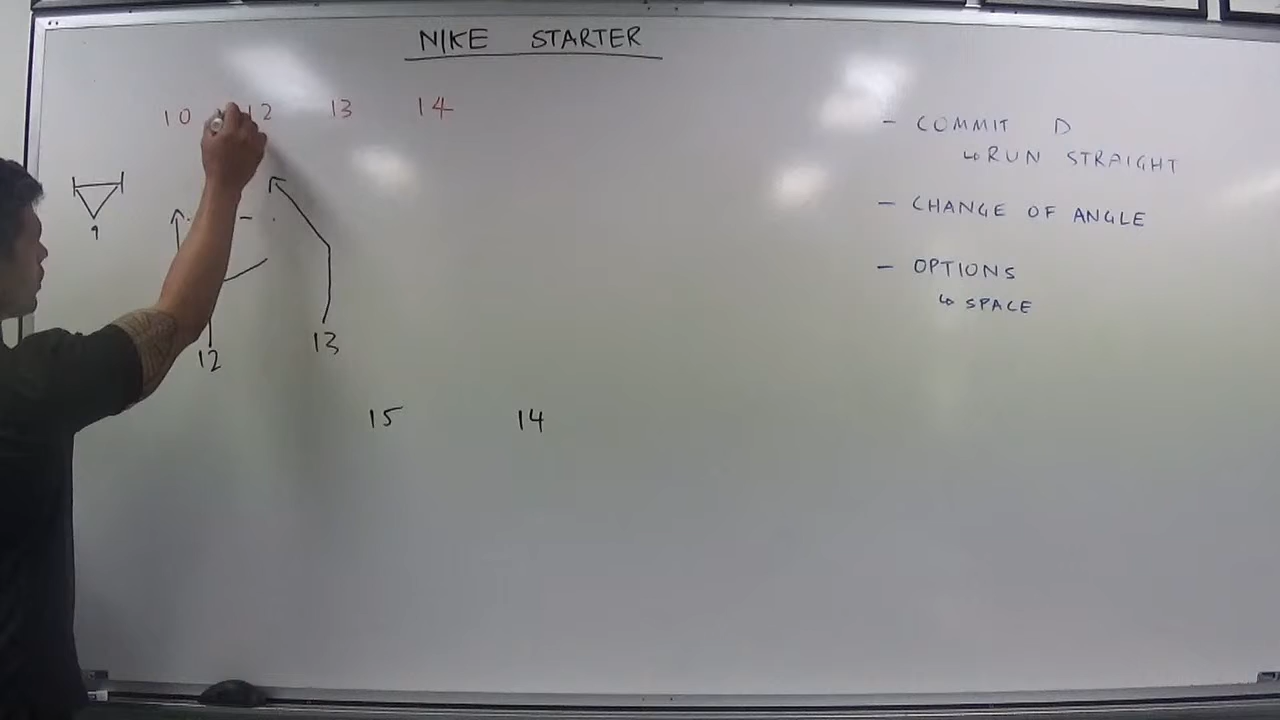 NIKE STARTER
10 12 13 14
- COMMIT D
↳ RUN STRAIGHT
- CHANGE OF ANGLE
- OPTIONS
↳ SPACE
9
12 13
15 14